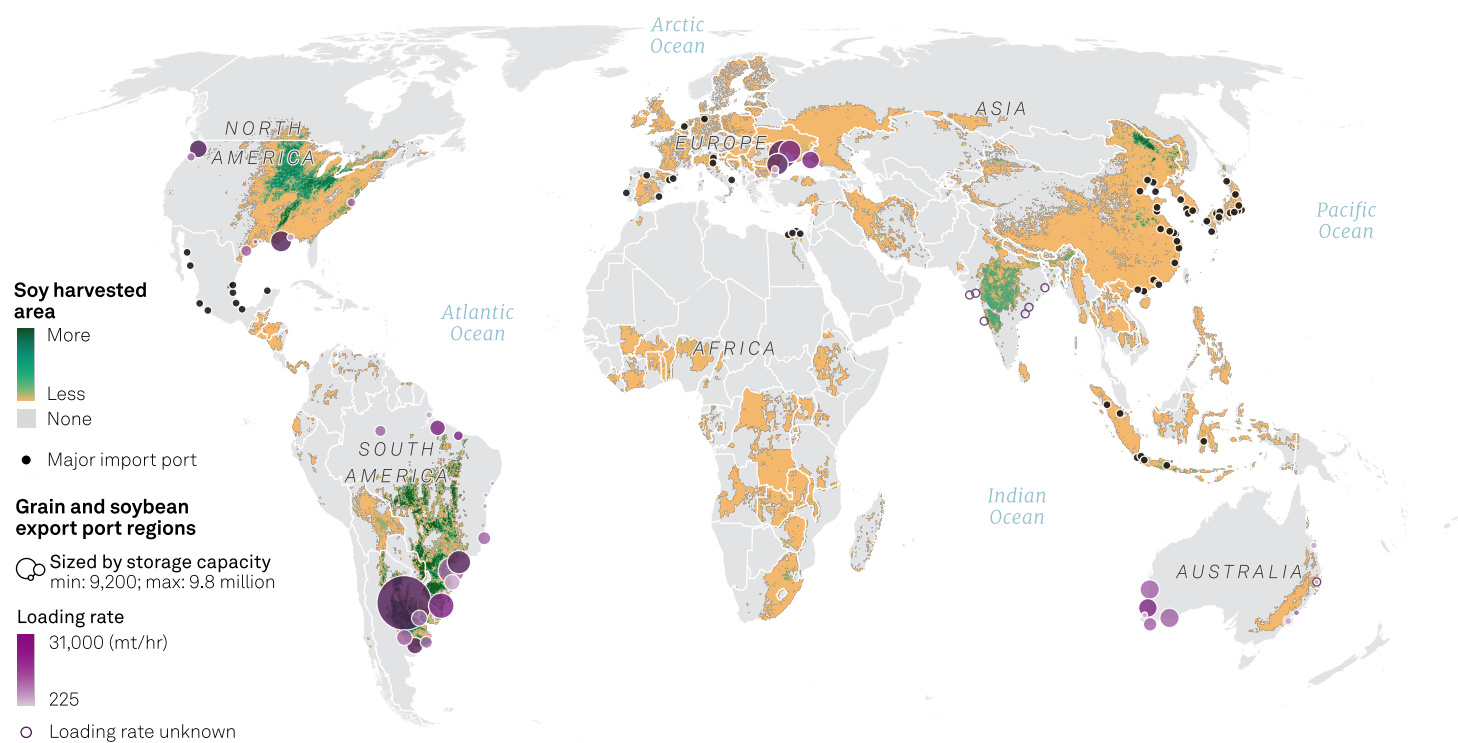 Arctic
Ocean
NORTH
AMERICA
EUROPE
ASIA
Pacific
Ocean
Atlantic
Ocean
AFRICA
SOUTH
AMERICA
Indian
Ocean
AUSTRALIA
Soy harvested
area
More
Less
None
Major import port
Grain and soybean
export port regions
Sized by storage capacity
min: 9,200; max: 9.8 million
Loading rate
31,000 (mt/hr)
225
Loading rate unknown